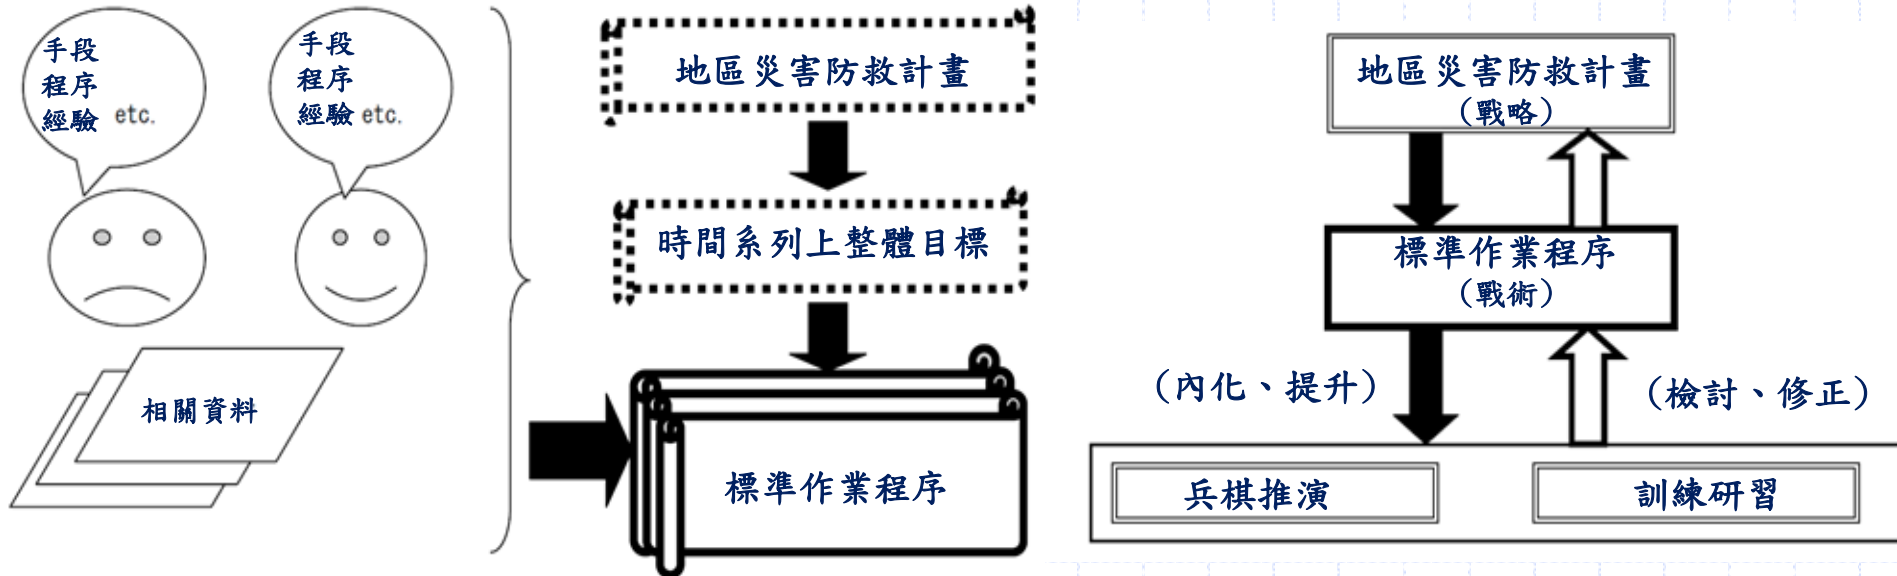 手段
程序
經驗 etc.
手段
程序
經驗 etc.
相關資料
地區災害防救計畫
時間系列上整體目標
標準作業程序
地區災害防救計畫
（戰略）
標準作業程序
（戰術）
（內化、提升）
（檢討、修正）
兵棋推演
訓練研習